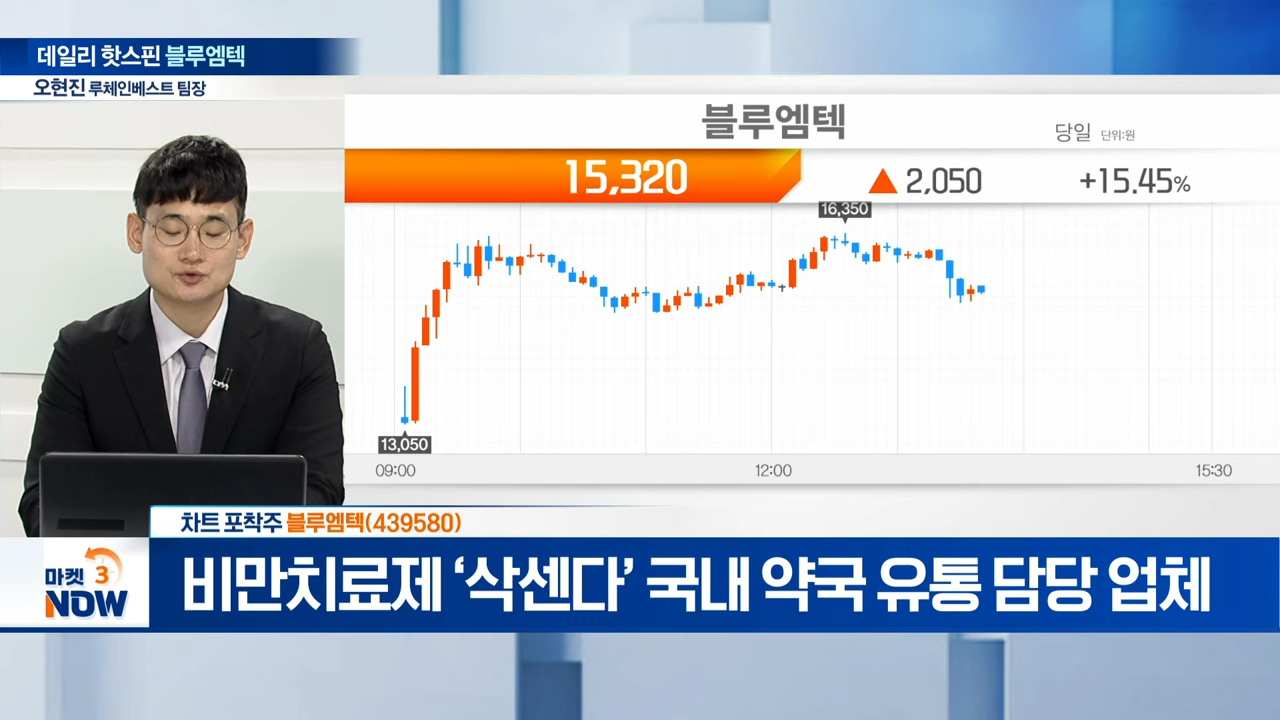 데일리 핫스핀 블루엠텍
오현진 루체인베스트 팀장
블루엠텍
당일 단위:원
15,320 ▲ 2,050 +15.45%
16,350
13,050
09:00 12:00 15:30
차트 포착주 블루엠텍(439580)
마켓 3
NOW
비만치료제 ‘삭센다’ 국내 약국 유통 담당 업체